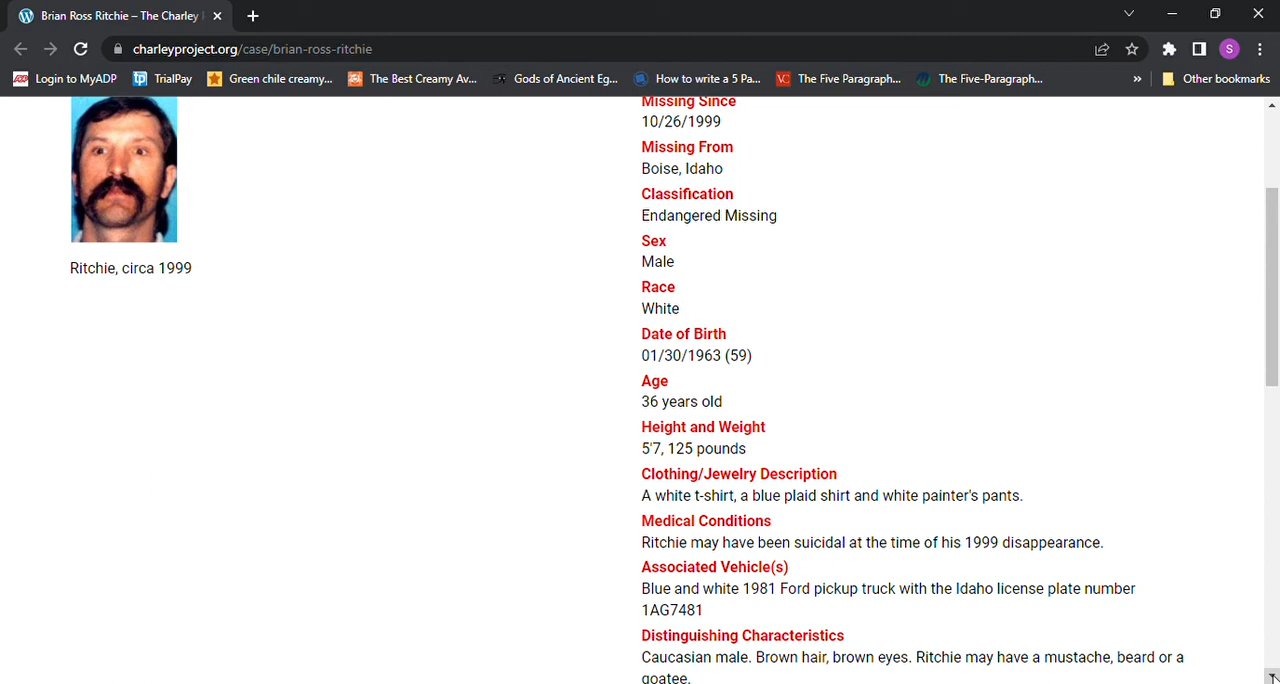 Brian Ross Ritchie – The Charley
charleyproject.org/case/brian-ross-ritchie
S
Login to MyADP
tp TrialPay
Green chile creamy...
The Best Creamy Av...
Gods of Ancient Eg...
How to write a 5 Pa...
VC The Five Paragraph...
The Five-Paragraph...
» Other bookmarks
Missing Since
10/26/1999
Missing From
Boise, Idaho
Classification
Endangered Missing
Sex
Male
Race
White
Date of Birth
01/30/1963 (59)
Age
36 years old
Height and Weight
5'7, 125 pounds
Clothing/Jewelry Description
A white t-shirt, a blue plaid shirt and white painter's pants.
Medical Conditions
Ritchie may have been suicidal at the time of his 1999 disappearance.
Associated Vehicle(s)
Blue and white 1981 Ford pickup truck with the Idaho license plate number
1AG7481
Distinguishing Characteristics
Caucasian male. Brown hair, brown eyes. Ritchie may have a mustache, beard or a
goatee.
Ritchie, circa 1999